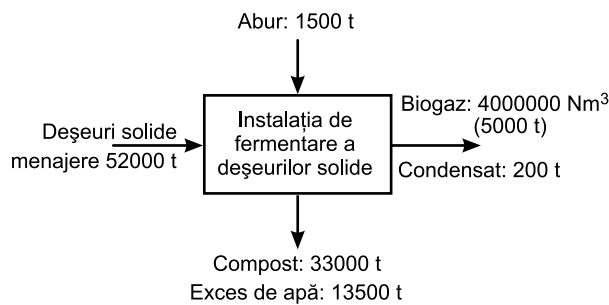 Abur: 1500 t
Deşeuri solide
menajere 52000 t
Instalaţia de
fermentare a
deşeurilor solide
Biogaz: 4000000 Nm³
(5000 t)
Condensat: 200 t
Compost: 33000 t
Exces de apă: 13500 t